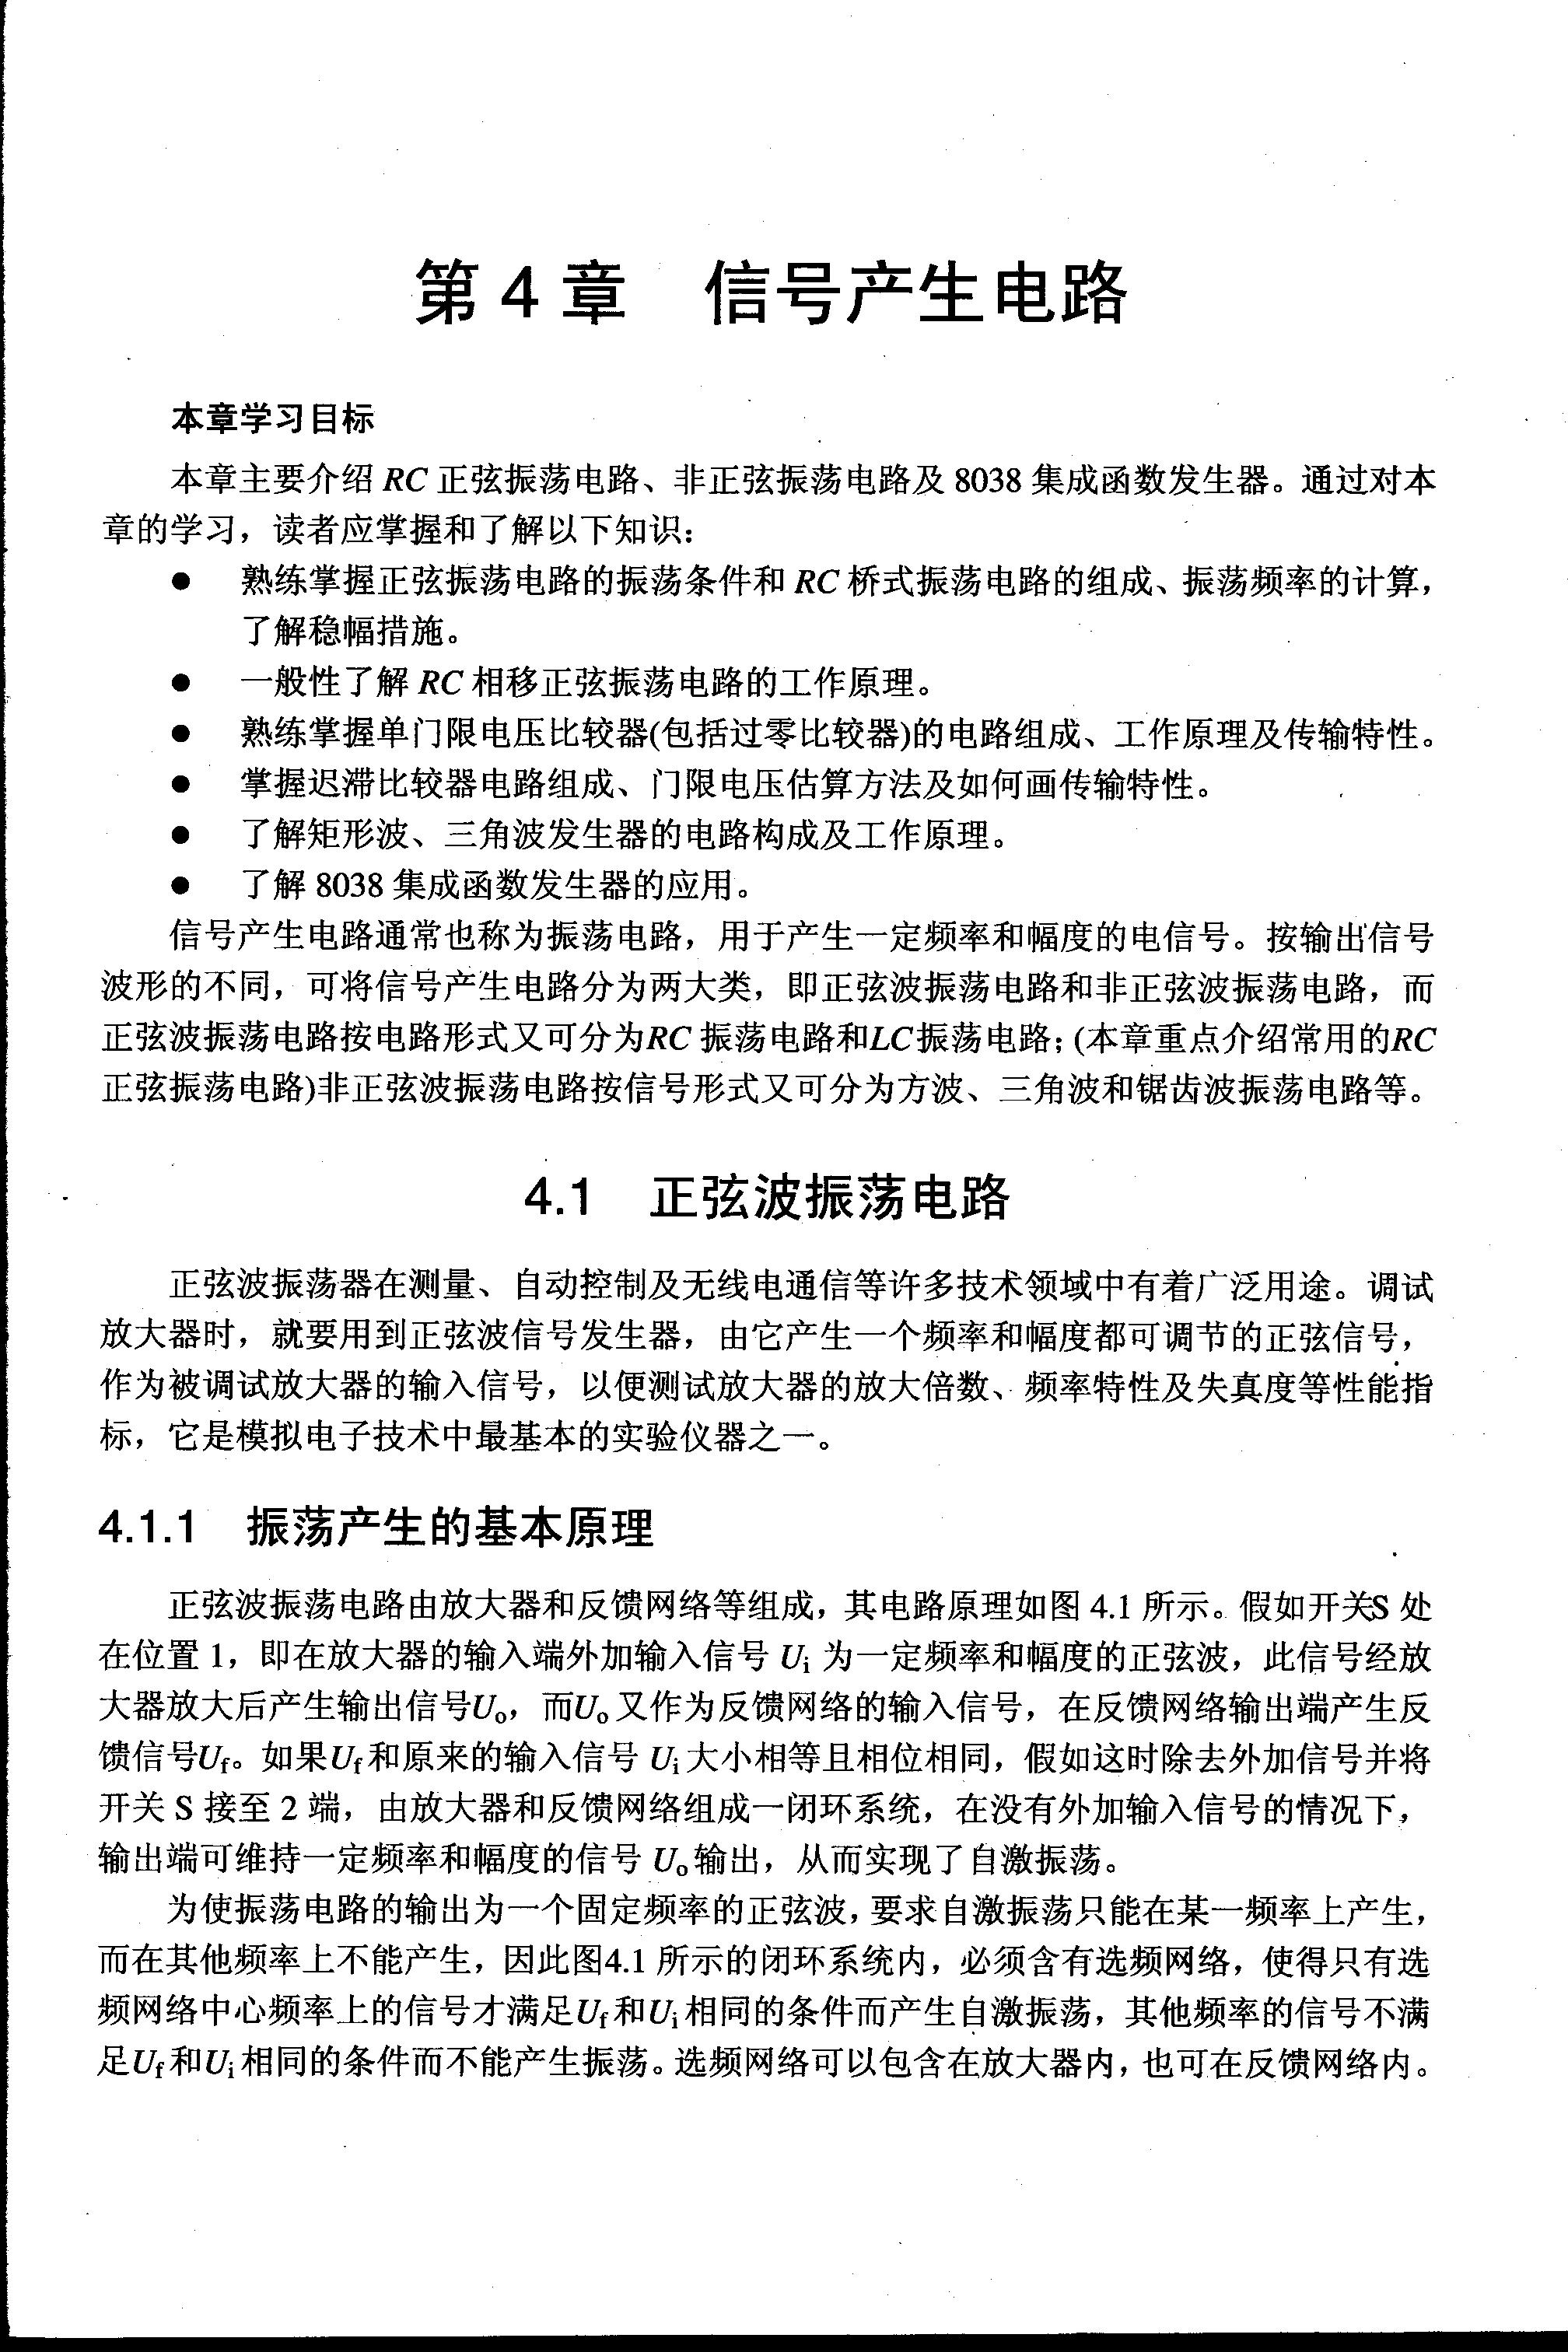 第4章 信号产生电路
本章学习目标
本章主要介绍 RC 正弦振荡电路、非正弦振荡电路及 8038 集成函数发生器。通过对本
章的学习，读者应掌握和了解以下知识：
● 熟练掌握正弦振荡电路的振荡条件和 RC 桥式振荡电路的组成、振荡频率的计算，
了解稳幅措施。
● 一般性了解 RC 相移正弦振荡电路的工作原理。
● 熟练掌握单门限电压比较器(包括过零比较器)的电路组成、工作原理及传输特性。
● 掌握迟滞比较器电路组成、门限电压估算方法及如何画传输特性。
● 了解矩形波、三角波发生器的电路构成及工作原理。
● 了解 8038 集成函数发生器的应用。
信号产生电路通常也称为振荡电路，用于产生一定频率和幅度的电信号。按输出信号
波形的不同，可将信号产生电路分为两大类，即正弦波振荡电路和非正弦波振荡电路，而
正弦波振荡电路按电路形式又可分为RC 振荡电路和LC振荡电路；(本章重点介绍常用的RC
正弦振荡电路)非正弦波振荡电路按信号形式又可分为方波、三角波和锯齿波振荡电路等。
4.1 正弦波振荡电路
正弦波振荡器在测量、自动控制及无线电通信等许多技术领域中有着广泛用途。调试
放大器时，就要用到正弦波信号发生器，由它产生一个频率和幅度都可调节的正弦信号，
作为被调试放大器的输入信号，以便测试放大器的放大倍数、频率特性及失真度等性能指
标，它是模拟电子技术中最基本的实验仪器之一。
4.1.1 振荡产生的基本原理
正弦波振荡电路由放大器和反馈网络等组成，其电路原理如图 4.1 所示。假如开关S 处
在位置 1，即在放大器的输入端外加输入信号 Ui 为一定频率和幅度的正弦波，此信号经放
大器放大后产生输出信号Uo，而Uo又作为反馈网络的输入信号，在反馈网络输出端产生反
馈信号Uf。如果Uf和原来的输入信号 Ui大小相等且相位相同，假如这时除去外加信号并将
开关 S 接至 2 端，由放大器和反馈网络组成一闭环系统，在没有外加输入信号的情况下，
输出端可维持一定频率和幅度的信号 Uo输出，从而实现了自激振荡。
为使振荡电路的输出为一个固定频率的正弦波，要求自激振荡只能在某一频率上产生，
而在其他频率上不能产生，因此图4.1 所示的闭环系统内，必须含有选频网络，使得只有选
频网络中心频率上的信号才满足Uf和Ui相同的条件而产生自激振荡，其他频率的信号不满
足Uf和Ui相同的条件而不能产生振荡。选频网络可以包含在放大器内，也可在反馈网络内。